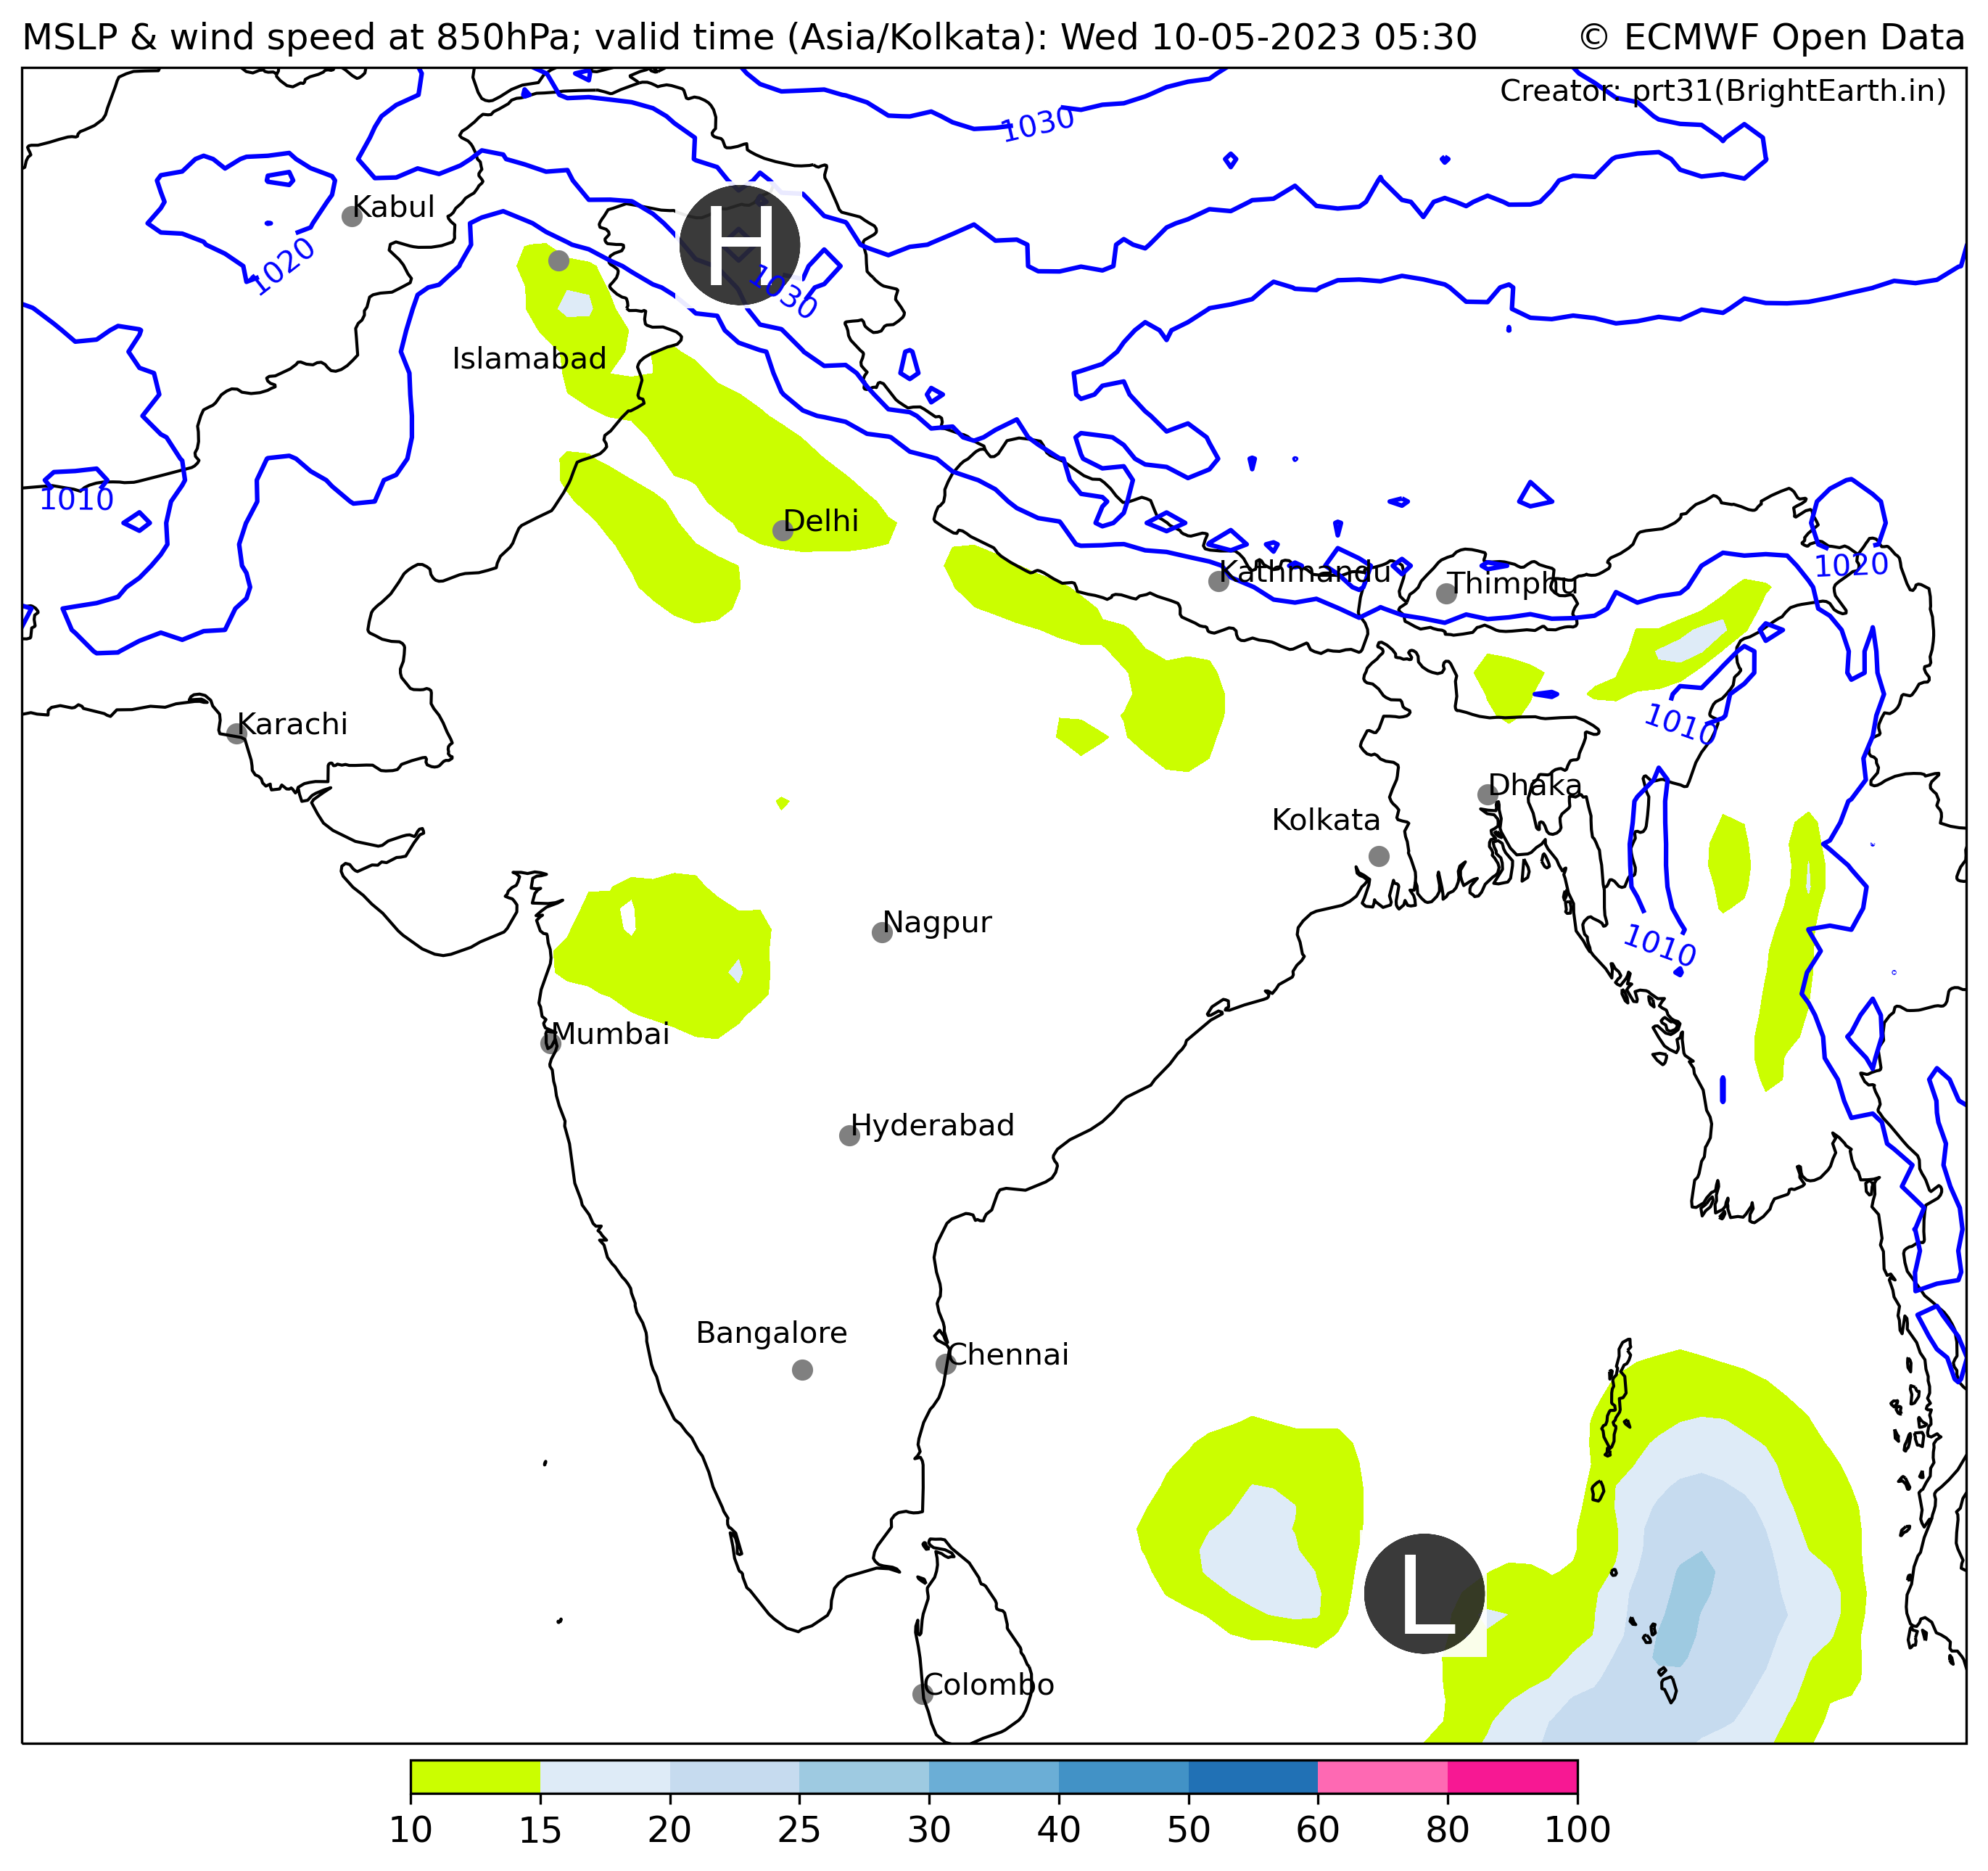 MSLP & wind speed at 850hPa; valid time (Asia/Kolkata): Wed 10-05-2023 05:30 © ECMWF Open Data
Creator: prt31(BrightEarth.in)
1030
Kabul
H
1020
1030
Islamabad
1010
Delhi
1020
Kathmandu
Thimphu
Karachi
1010
Dhaka
Kolkata
Nagpur
1010
Mumbai
Hyderabad
Bangalore
Chennai
L
Colombo
10 15 20 25 30 40 50 60 80 100